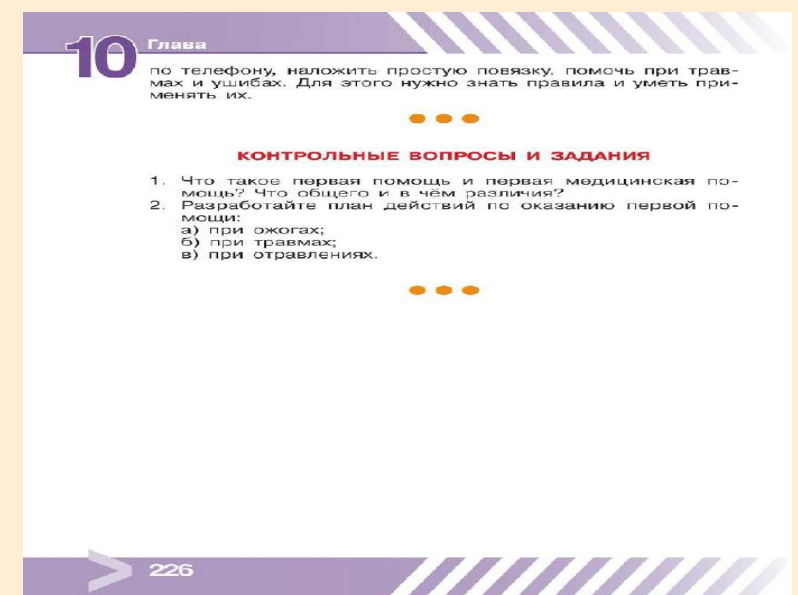 10 Глава
по телефону, наложить простую повязку, помочь при трав-
мах и ушибах. Для этого нужно знать правила и уметь при-
менять их.
КОНТРОЛЬНЫЕ ВОПРОСЫ И ЗАДАНИЯ
1. Что такое первая помощь и первая медицинская по-
мощь? Что общего и в чём различия?
2. Разработайте план действий по оказанию первой по-
мощи:
а) при ожогах;
б) при травмах;
в) при отравлениях.
226